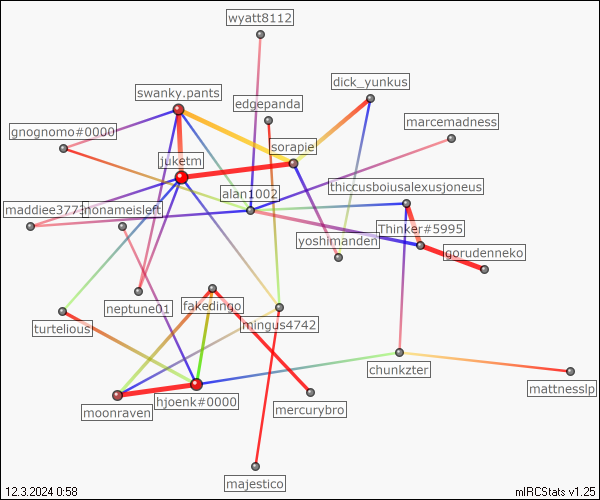 wyatt8112
swanky.pants
dick_yunkus
edgepanda
gnognomo#0000
marcemadness
sorapie
juketm
alan1002
thiccusboiusalexusjoneus
maddiee3773
nonameisleft
Thinker#5995
yoshimanden
gorudenneko
neptune01
fakedingo
turtelious
mingus4742
chunkzter
mattnesslp
hjoenk#0000
moonraven
mercurybro
majestico
12.3.2024 0:58
mIRCStats v1.25